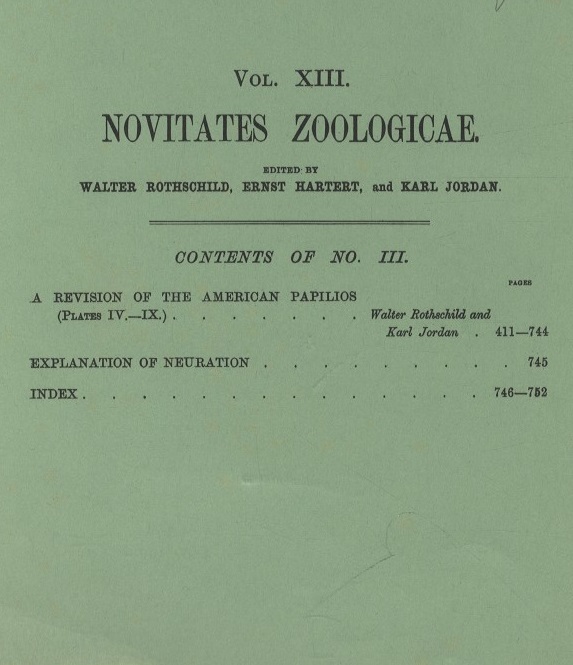 VOL. XIII.
NOVITATES ZOOLOGICAE.
EDITED BY
WALTER ROTHSCHILD, ERNST HARTERT, and KARL JORDAN.
CONTENTS OF NO. III.
PAGES
A REVISION OF THE AMERICAN PAPILIOS
(PLATES IV.—IX.) . . . . . . . Walter Rothschild and
Karl Jordan . 411—744
EXPLANATION OF NEURATION . . . . . . . . . 745
INDEX . . . . . . . . . . . . . . 746—752